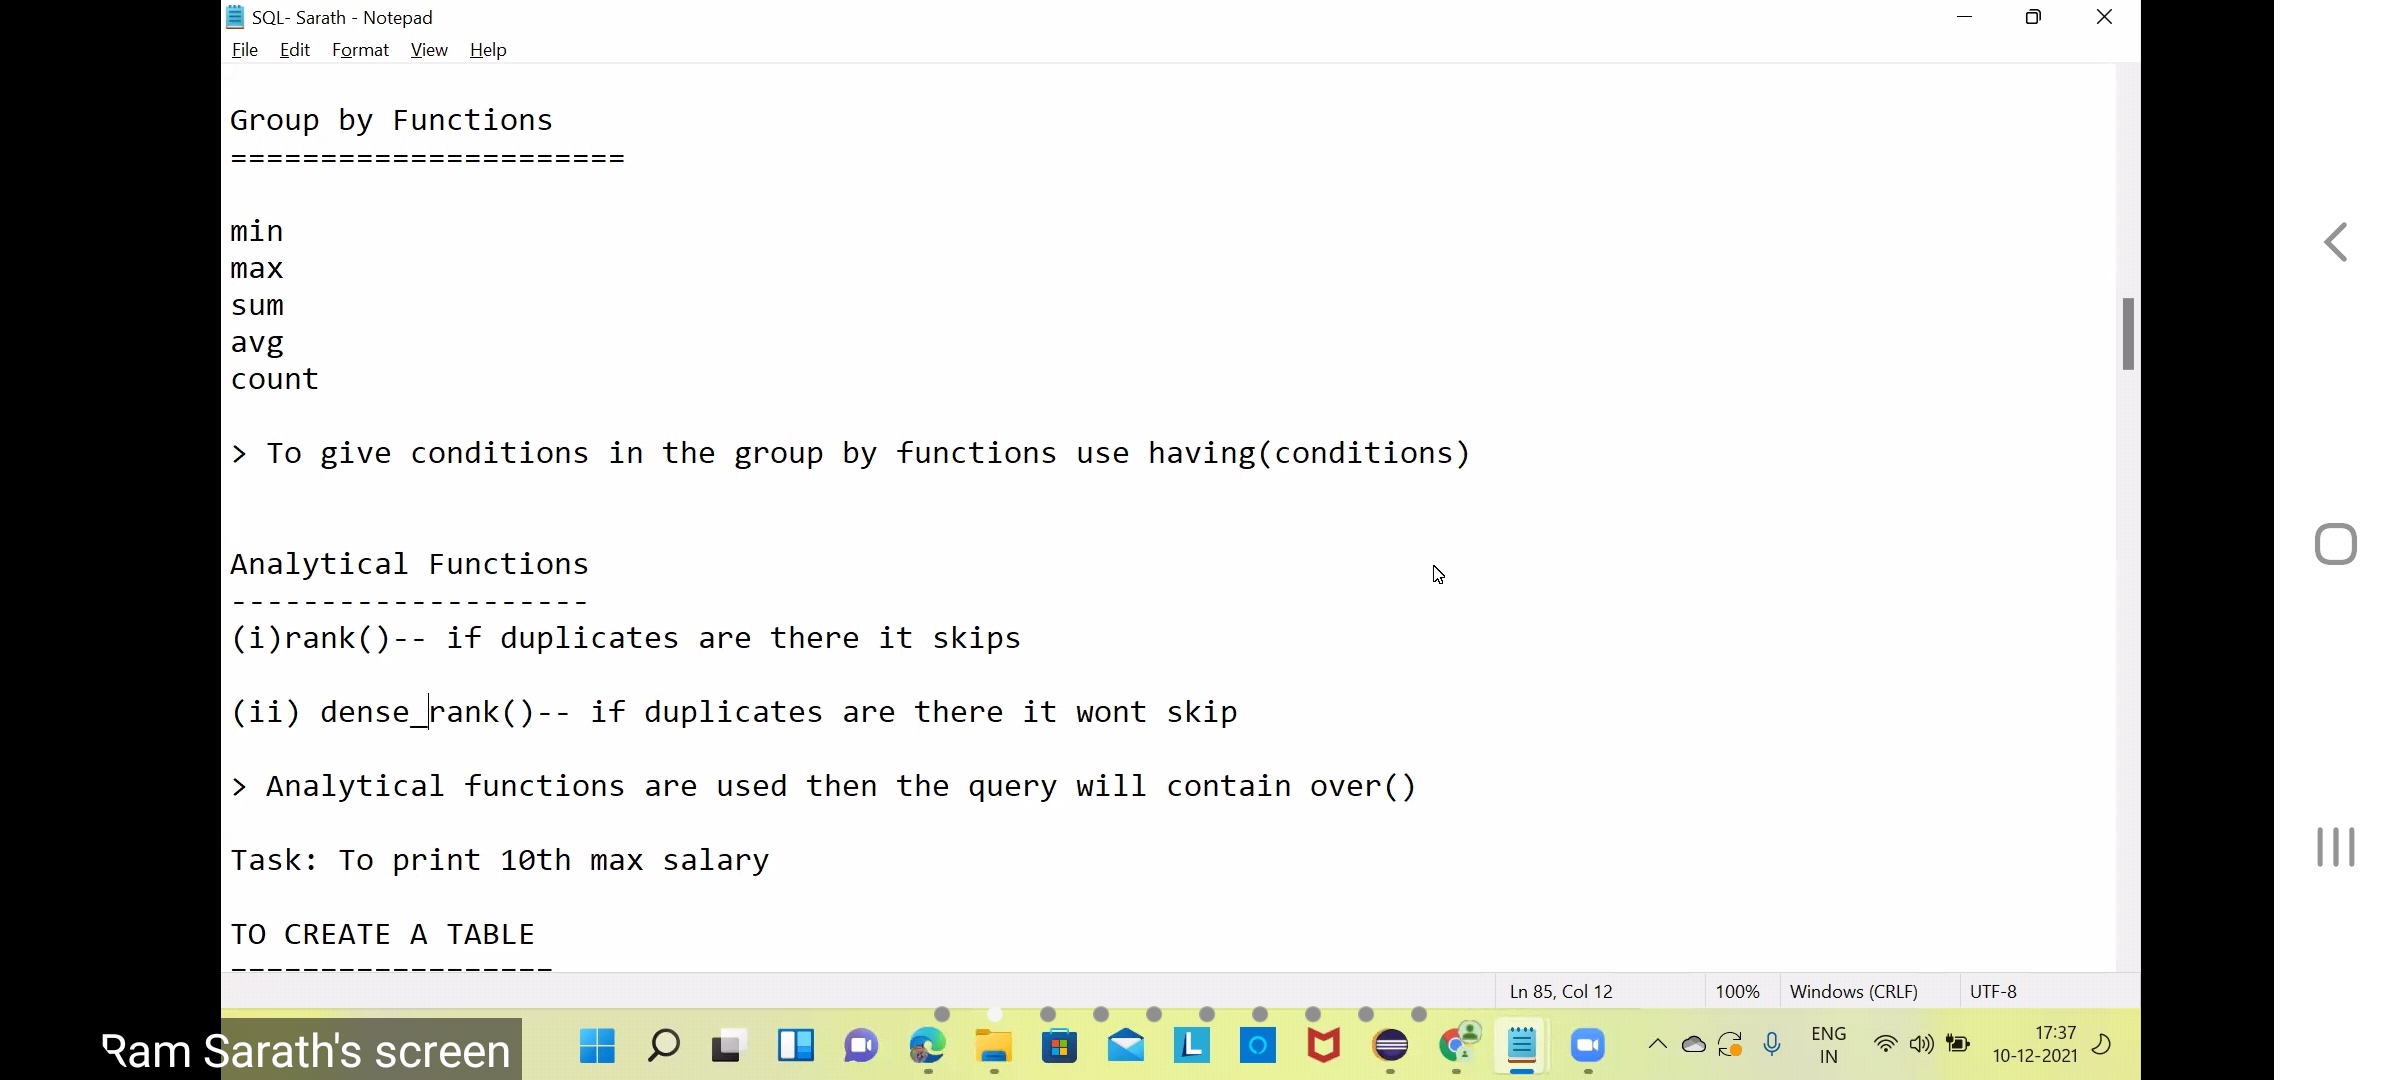 SQL- Sarath - Notepad
File Edit Format View Help
Group by Functions
======================
min
max
sum
avg
count
> To give conditions in the group by functions use having(conditions)
Analytical Functions
--------------------
(i)rank()-- if duplicates are there it skips
(ii) dense_rank()-- if duplicates are there it wont skip
> Analytical functions are used then the query will contain over()
Task: To print 10th max salary
TO CREATE A TABLE
------------------
Ln 85, Col 12 100% Windows (CRLF) UTF-8
Ram Sarath's screen
L
ENG
IN
17:37
10-12-2021